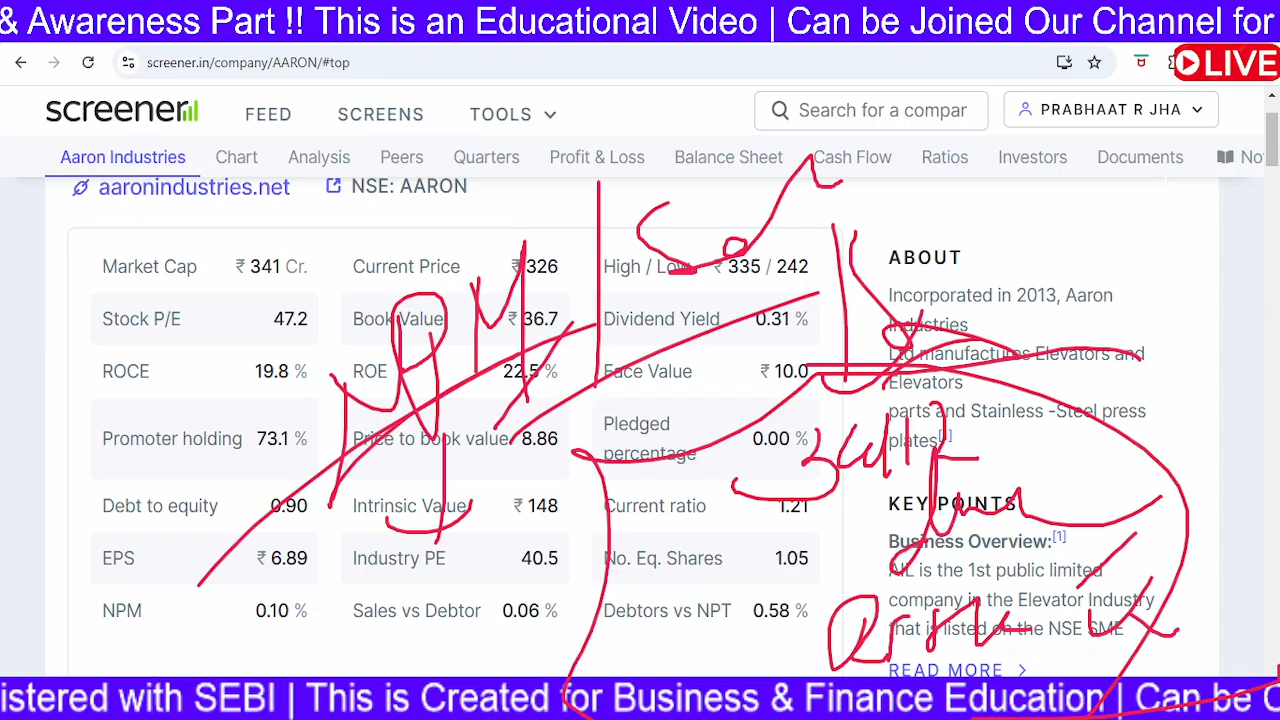 & Awareness Part !! This is an Educational Video | Can be Joined Our Channel for
screener.in/company/AARON/#top
LIVE
screener FEED SCREENS TOOLS Search for a compar PRABHAAT R JHA
Aaron Industries Chart Analysis Peers Quarters Profit & Loss Balance Sheet Cash Flow Ratios Investors Documents No
aaronindustries.net NSE: AARON
Market Cap ₹ 341 Cr. Current Price ₹ 326 High / Low ₹ 335 / 242
Stock P/E 47.2 Book Value ₹ 36.7 Dividend Yield 0.31 %
ROCE 19.8 % ROE 22.5 % Face Value ₹ 10.0
Promoter holding 73.1 % Price to book value 8.86 Pledged percentage 0.00 %
Debt to equity 0.90 Intrinsic Value ₹ 148 Current ratio 1.21
EPS ₹ 6.89 Industry PE 40.5 No. Eq. Shares 1.05
NPM 0.10 % Sales vs Debtor 0.06 % Debtors vs NPT 0.58 %
ABOUT
Incorporated in 2013, Aaron
Industries
Ltd manufactures Elevators and
Elevators
parts and Stainless -Steel press
plates[1]
KEY POINTS
Business Overview:[1]
AIL is the 1st public limited
company in the Elevator Industry
that is listed on the NSE SME
READ MORE
istered with SEBI | This is Created for Business & Finance Education | Can be C